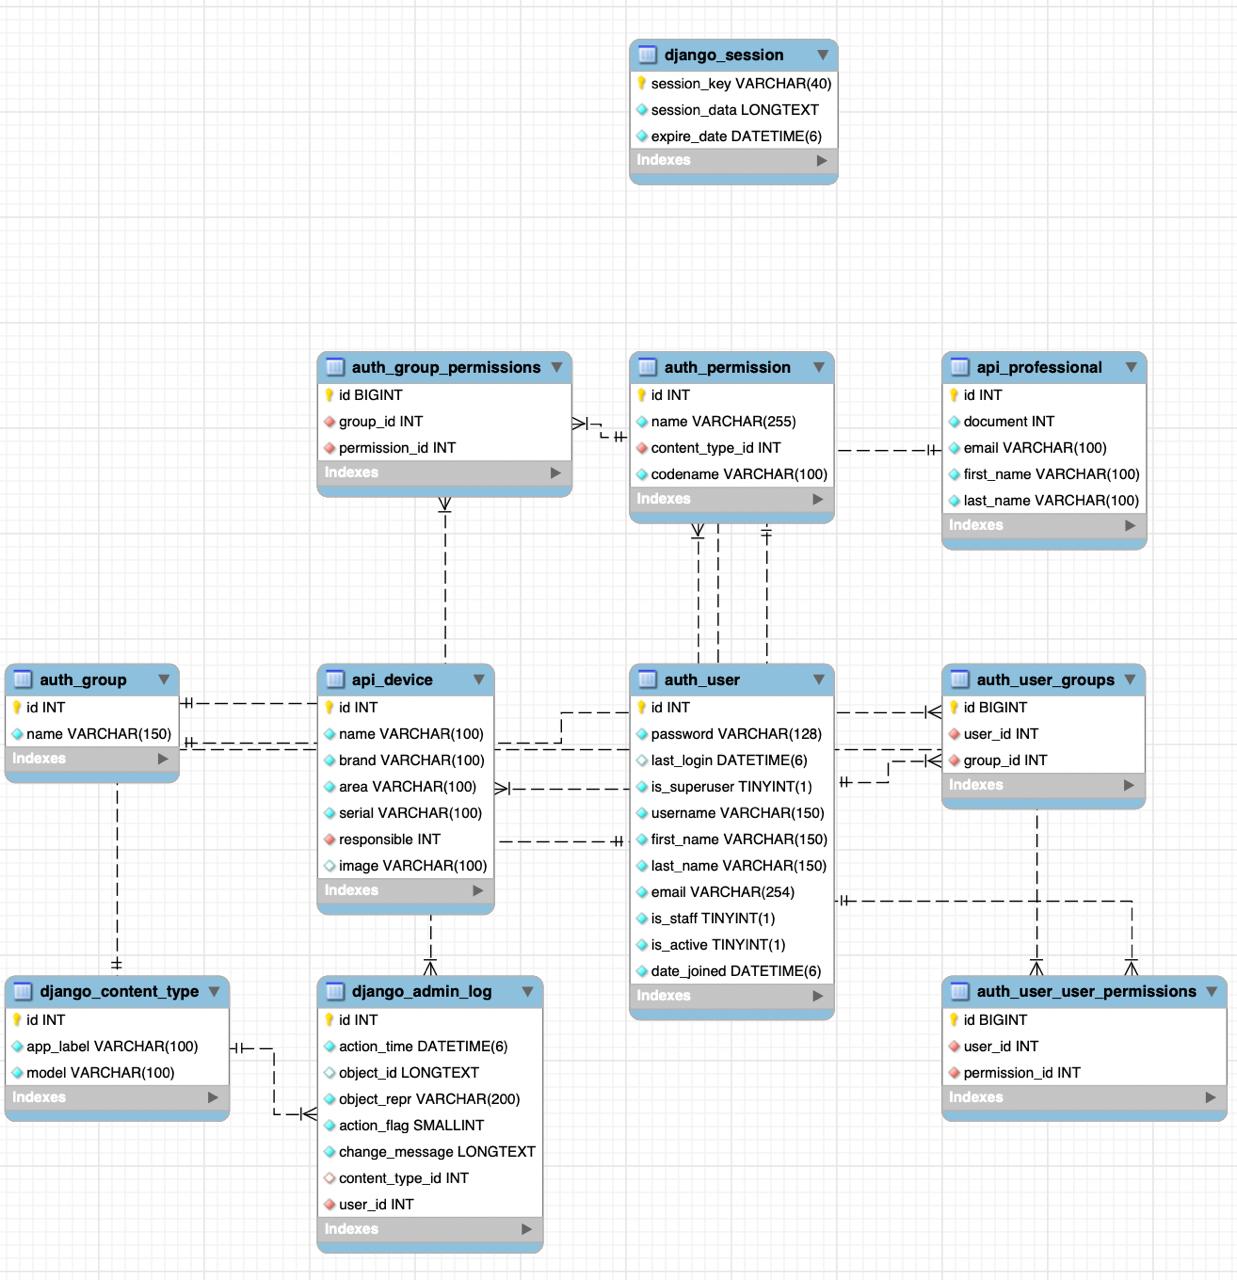 django_session
session_key VARCHAR(40)
session_data LONGTEXT
expire_date DATETIME(6)
Indexes
auth_group_permissions
id BIGINT
group_id INT
permission_id INT
Indexes
auth_permission
id INT
name VARCHAR(255)
content_type_id INT
codename VARCHAR(100)
Indexes
api_professional
id INT
document INT
email VARCHAR(100)
first_name VARCHAR(100)
last_name VARCHAR(100)
Indexes
auth_group
id INT
name VARCHAR(150)
Indexes
api_device
id INT
name VARCHAR(100)
brand VARCHAR(100)
area VARCHAR(100)
serial VARCHAR(100)
responsible INT
image VARCHAR(100)
Indexes
auth_user
id INT
password VARCHAR(128)
last_login DATETIME(6)
is_superuser TINYINT(1)
username VARCHAR(150)
first_name VARCHAR(150)
last_name VARCHAR(150)
email VARCHAR(254)
is_staff TINYINT(1)
is_active TINYINT(1)
date_joined DATETIME(6)
Indexes
auth_user_groups
id BIGINT
user_id INT
group_id INT
Indexes
django_content_type
id INT
app_label VARCHAR(100)
model VARCHAR(100)
Indexes
django_admin_log
id INT
action_time DATETIME(6)
object_id LONGTEXT
object_repr VARCHAR(200)
action_flag SMALLINT
change_message LONGTEXT
content_type_id INT
user_id INT
Indexes
auth_user_user_permissions
id BIGINT
user_id INT
permission_id INT
Indexes